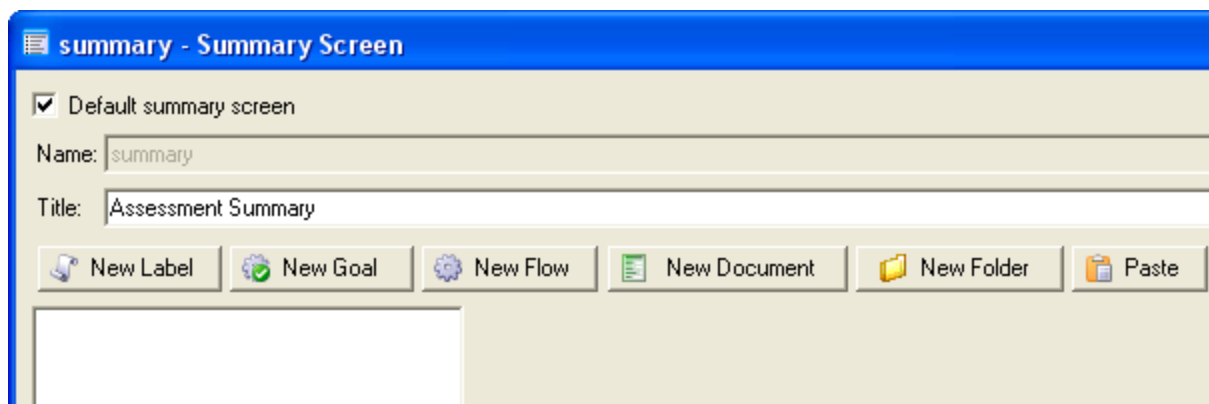 summary - Summary Screen
Default summary screen
Name: summary
Title: Assessment Summary
New Label New Goal New Flow New Document New Folder Paste